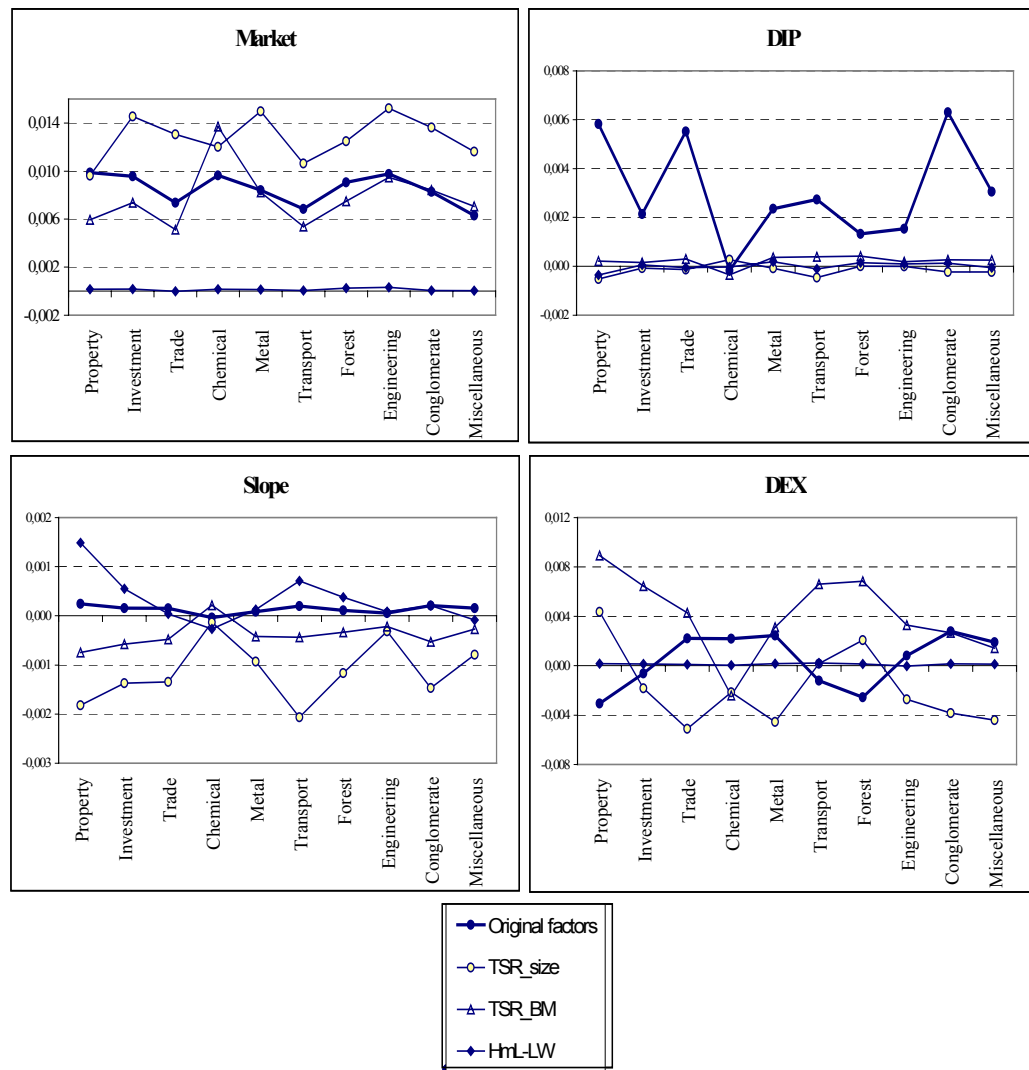 Market
0,014
0,010
0,006
0,002
-0,002
Property
Investment
Trade
Chemical
Metal
Transport
Forest
Engineering
Conglomerate
Miscellaneous
DIP
0,008
0,006
0,004
0,002
0,000
-0,002
Property
Investment
Trade
Chemical
Metal
Transport
Forest
Engineering
Conglomerate
Miscellaneous
Slope
0,002
0,001
0,000
-0,001
-0,002
-0,003
Property
Investment
Trade
Chemical
Metal
Transport
Forest
Engineering
Conglomerate
Miscellaneous
DEX
0,012
0,008
0,004
0,000
-0,004
-0,008
Property
Investment
Trade
Chemical
Metal
Transport
Forest
Engineering
Conglomerate
Miscellaneous
Original factors
TSR_size
TSR_BM
HmL-LW